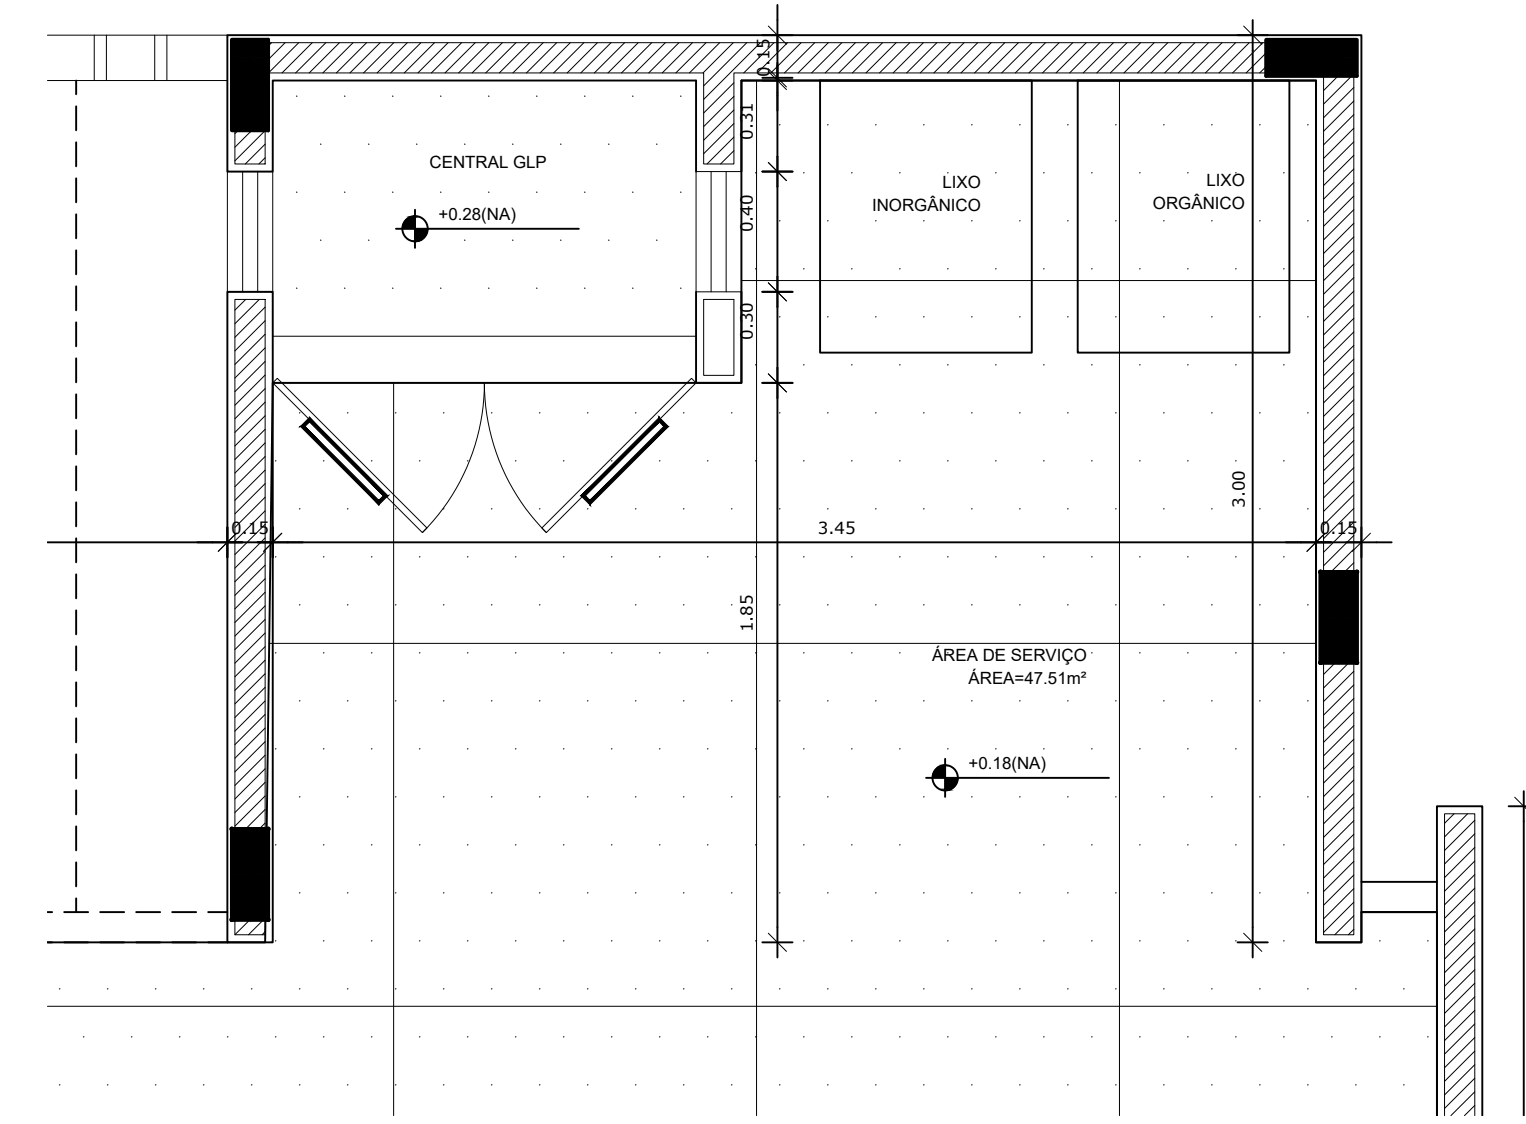 0.15
0.31
CENTRAL GLP
LIXO
INORGÂNICO
LIXO
ORGÂNICO
+0.28(NA)
0.40
0.30
3.00
0.15
3.45
0.15
1.85
ÁREA DE SERVIÇO
ÁREA=47.51m²
+0.18(NA)